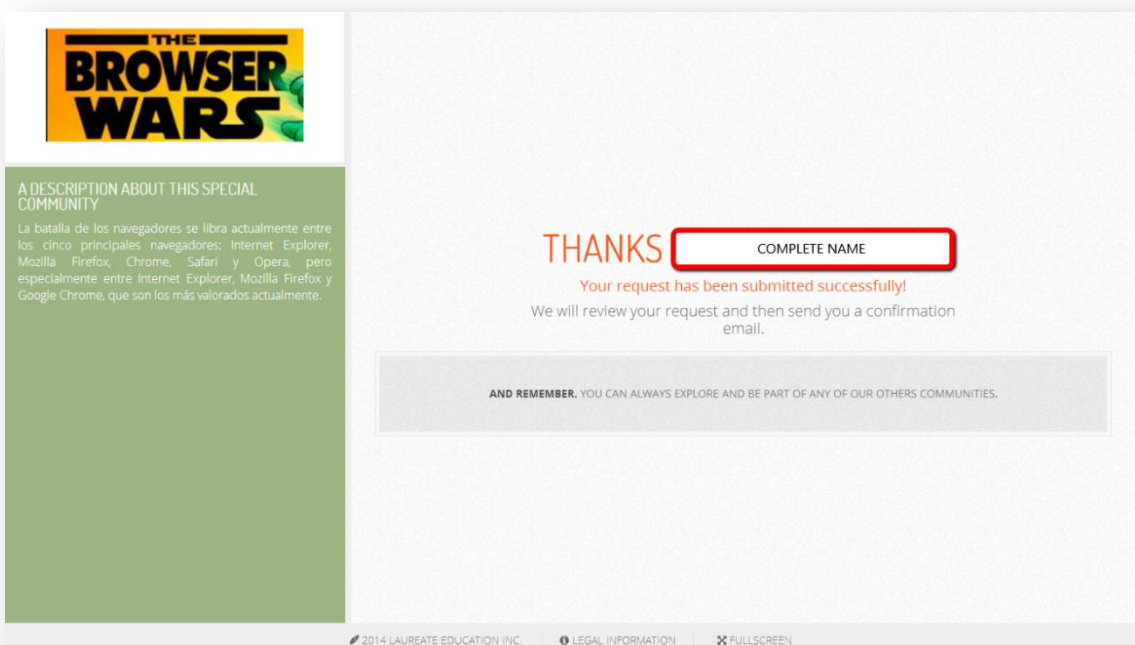 THE
BROWSER
WARS
A DESCRIPTION ABOUT THIS SPECIAL
COMMUNITY
La batalla de los navegadores se libra actualmente entre
los cinco principales navegadores: Internet Explorer,
Mozilla Firefox, Chrome, Safari y Opera, pero
especialmente entre Internet Explorer, Mozilla Firefox y
Google Chrome, que son los más valorados actualmente.
THANKS COMPLETE NAME
Your request has been submitted successfully!
We will review your request and then send you a confirmation
email.
AND REMEMBER. YOU CAN ALWAYS EXPLORE AND BE PART OF ANY OF OUR OTHERS COMMUNITIES.
2014 LAUREATE EDUCATION INC. LEGAL INFORMATION FULLSCREEN